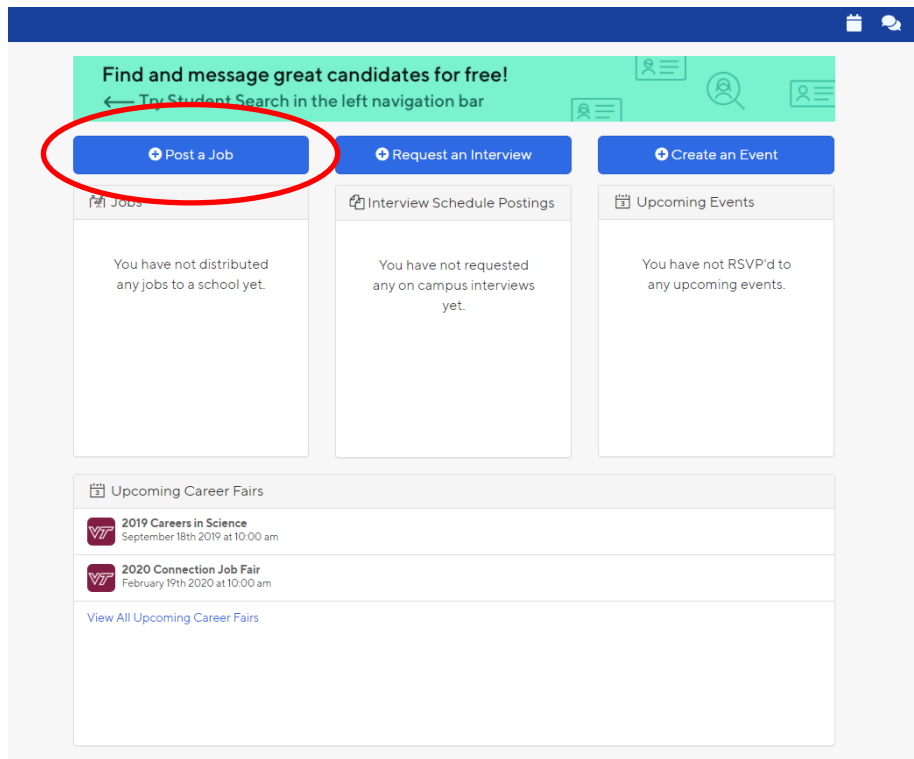 Find and message great candidates for free!
← Try Student Search in the left navigation bar
Post a Job
Request an Interview
Create an Event
Jobs
Interview Schedule Postings
3 Upcoming Events
You have not distributed
any jobs to a school yet.
You have not requested
any on campus interviews
yet.
You have not RSVP'd to
any upcoming events.
3 Upcoming Career Fairs
VT
2019 Careers in Science
September 18th 2019 at 10:00 am
VT
2020 Connection Job Fair
February 19th 2020 at 10:00 am
View All Upcoming Career Fairs